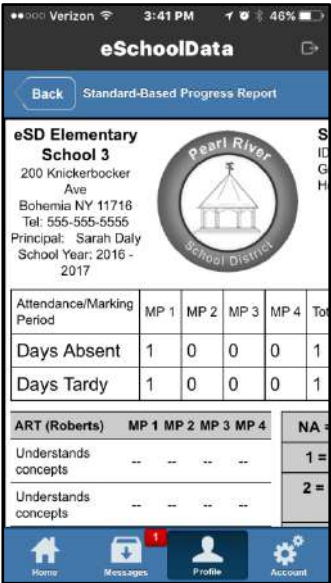 Verizon 3:41 PM 46%
eSchoolData
Back Standard-Based Progress Report
eSD Elementary
School 3
200 Knickerbocker
Ave
Bohemia NY 11716
Tel: 555-555-5555
Principal: Sarah Daly
School Year: 2016 -
2017
Pearl River
School District
S
ID
G
H
Attendance/Marking
Period MP 1 MP 2 MP 3 MP 4 Tot
Days Absent 1 0 0 0 1
Days Tardy 1 0 0 0 1
ART (Roberts) MP 1 MP 2 MP 3 MP 4
Understands
concepts -- -- -- --
Understands
concepts -- -- -- --
NA =
1 =
2 =
1
Home Messages Profile Account